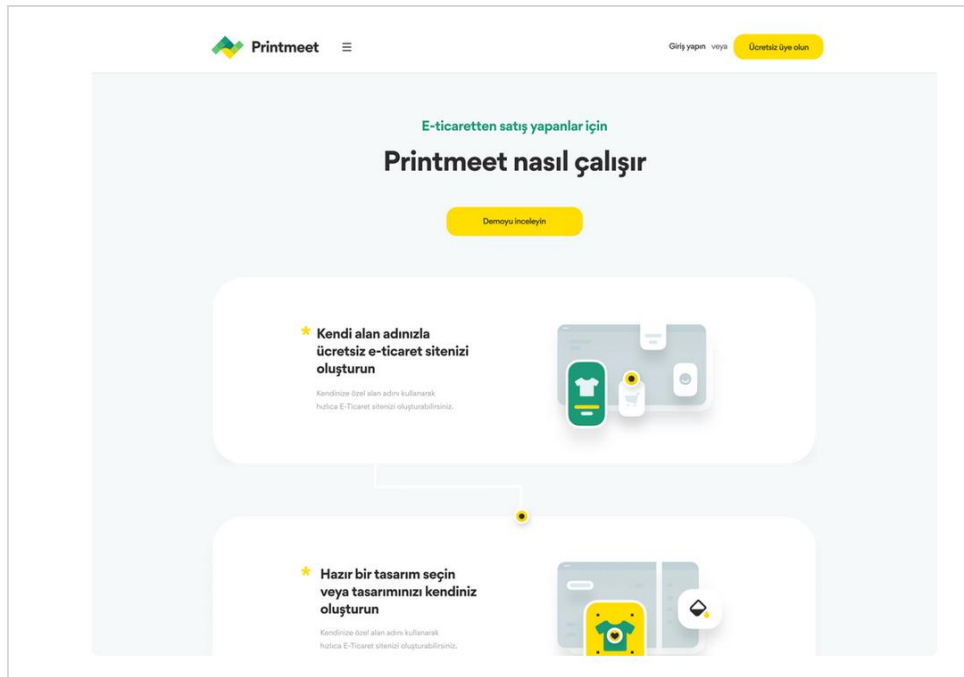 Printmeet
Giriş yapın veya Ücretsiz üye olun
E-ticaretten satış yapanlar için
Printmeet nasıl çalışır
Demoyu inceleyin
* Kendi alan adınızla
ücretsiz e-ticaret sitenizi
oluşturun
Kendinize özel alan adını kullanarak
hızlıca E-Ticaret sitenizi oluşturabilirsiniz.
* Hazır bir tasarım seçin
veya tasarımınızı kendiniz
oluşturun
Kendinize özel alan adını kullanarak
hızlıca E-Ticaret sitenizi oluşturabilirsiniz.